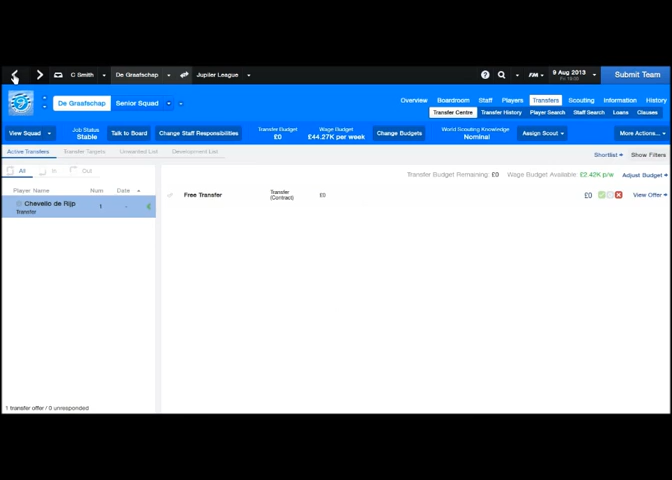 C Smith De Graafschap Jupiler League FM 9 Aug 2013 Submit Team
Fri 18:00
De Graafschap Senior Squad
Overview Boardroom Staff Players Transfers Scouting Information History
Transfer Centre Transfer History Player Search Staff Search Loans Clauses
View Squad Job Status Stable Talk to Board Change Staff Responsibilities Transfer Budget £0 Wage Budget £44.27K per week Change Budgets World Scouting Knowledge Nominal Assign Scout More Actions...
Active Transfers Transfer Targets Unwanted List Development List Shortlist Show Filters
All In Out Transfer Budget Remaining: £0 Wage Budget Available: £2.42K p/w Adjust Budget
Player Name Num Date
Chevello de Rijp 1 - Free Transfer Transfer (Contract) £0 £0 View Offer
Transfer
1 transfer offer / 0 unresponded